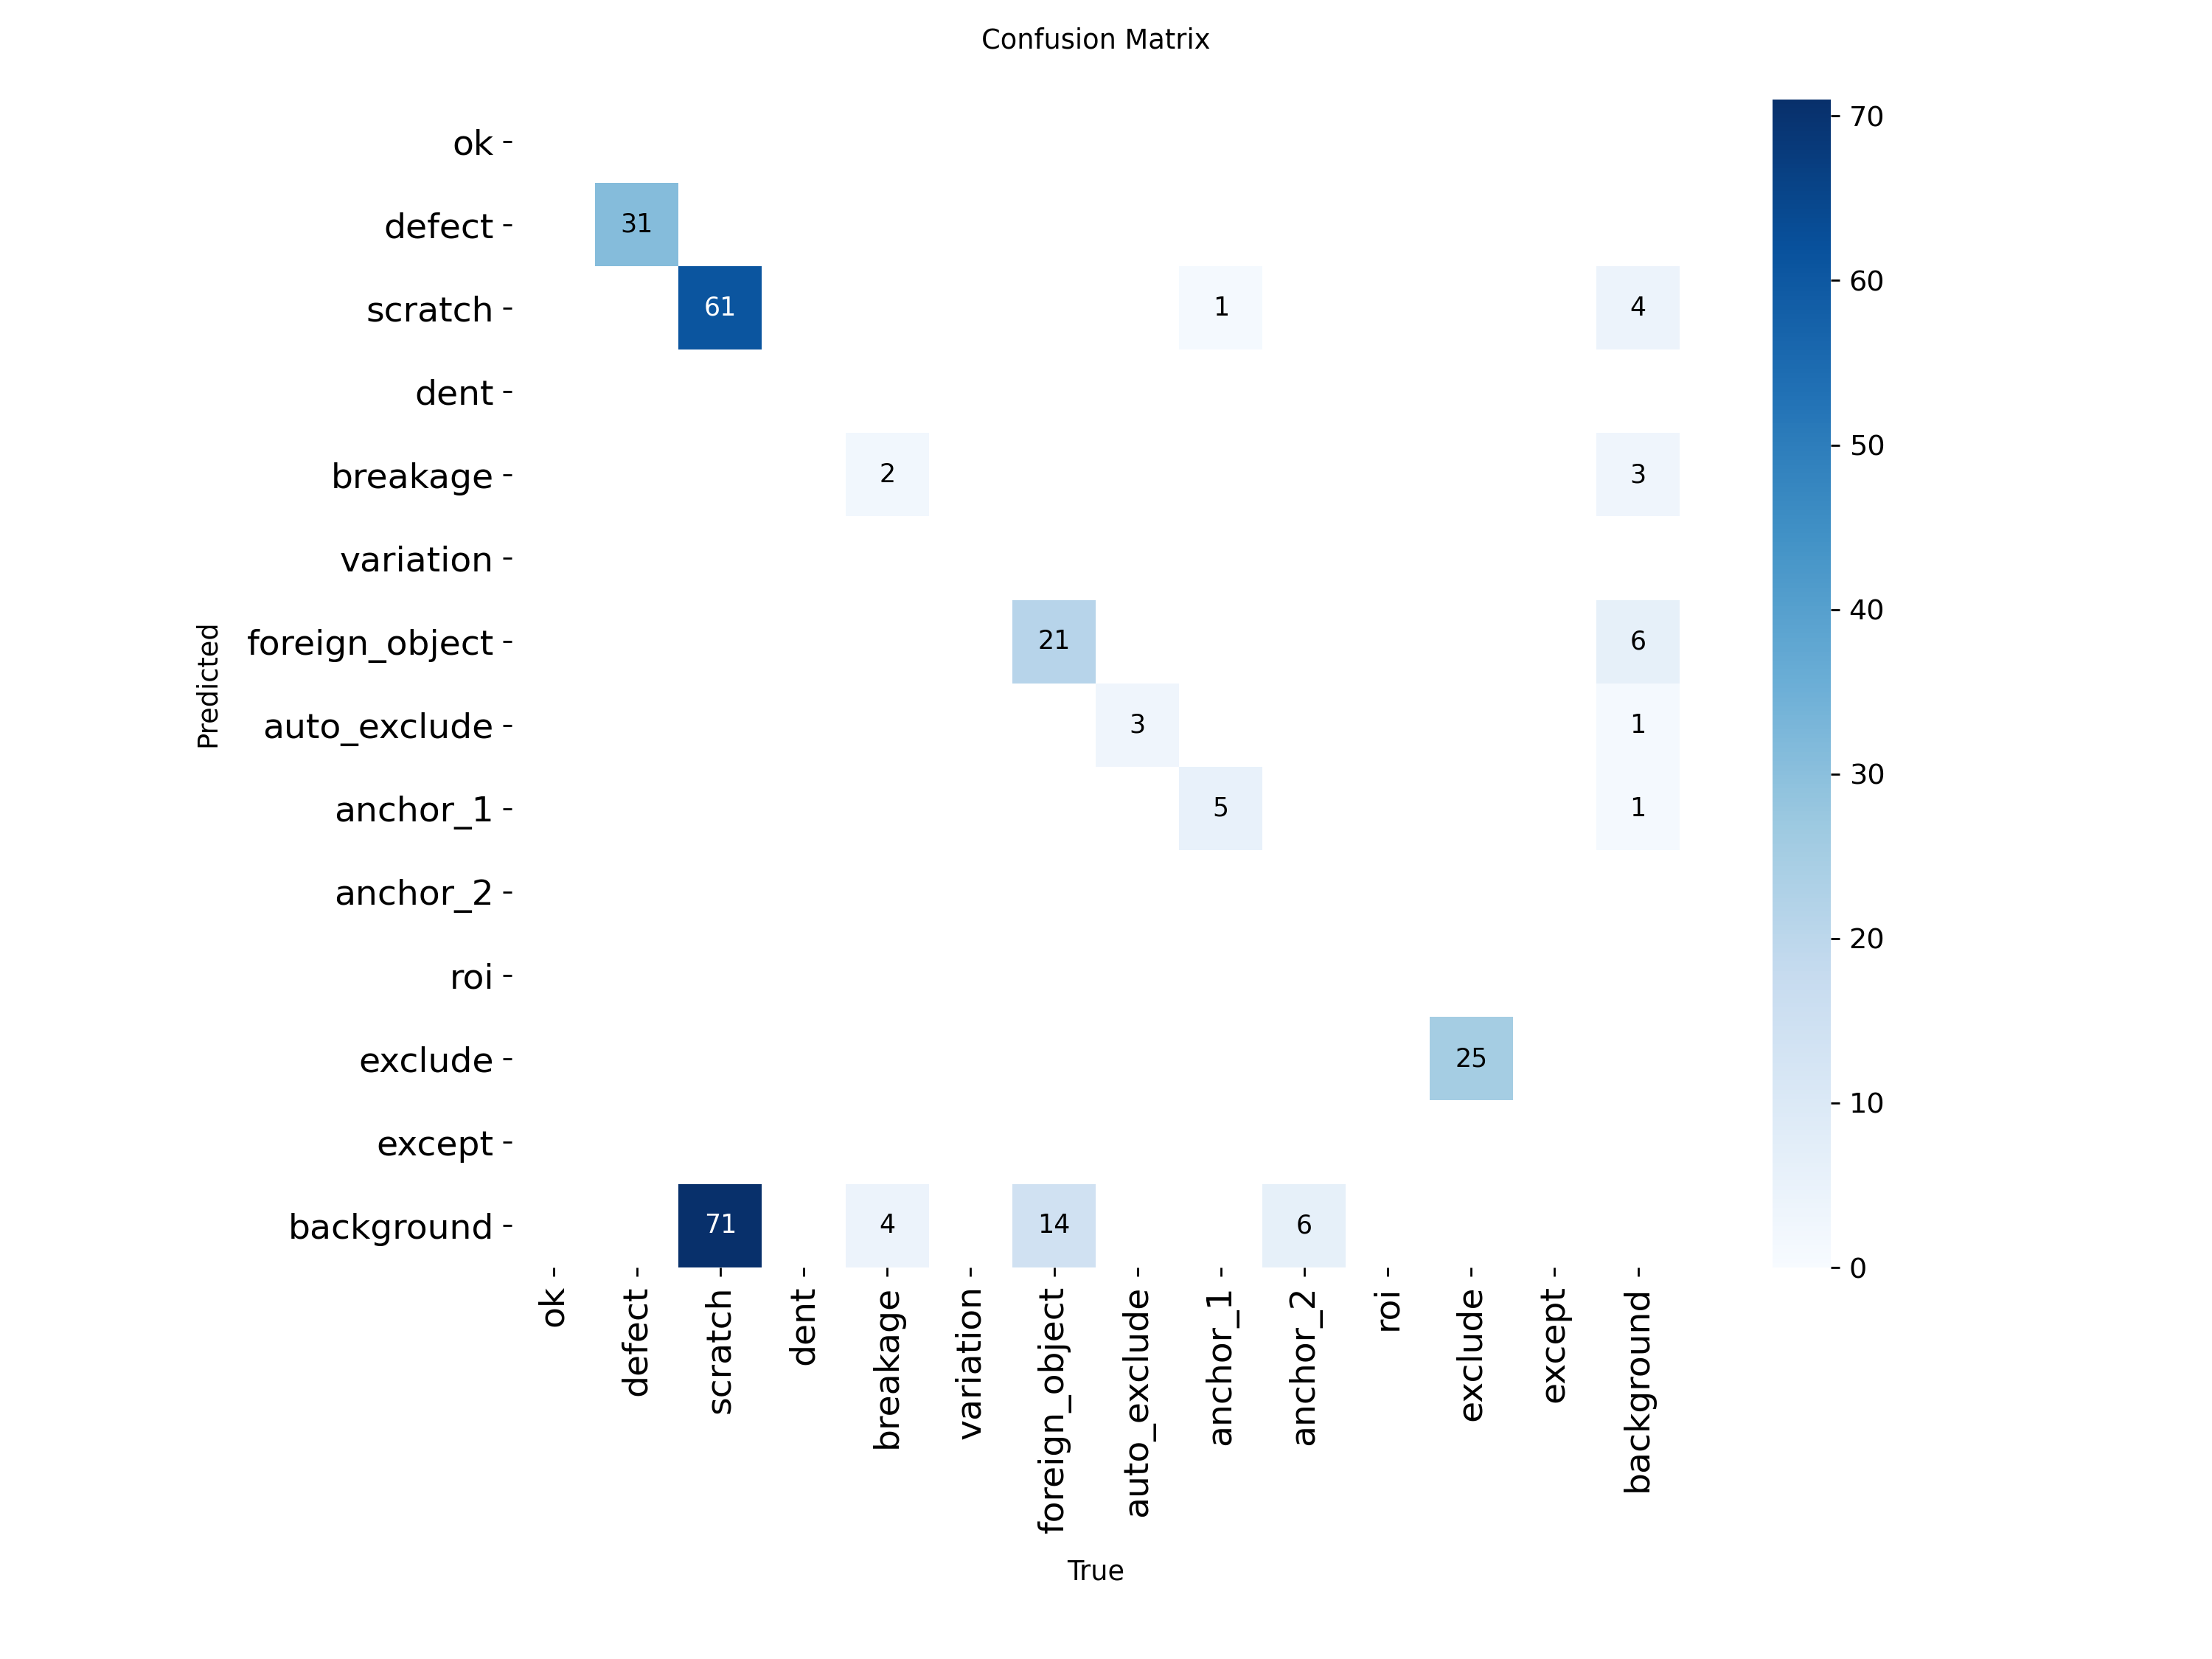 Confusion Matrix
ok
defect
31
scratch
61
1
4
dent
breakage
2
3
variation
foreign_object
21
6
auto_exclude
3
1
anchor_1
5
1
anchor_2
roi
exclude
25
except
background
71
4
14
6
Predicted
ok
defect
scratch
dent
breakage
variation
foreign_object
auto_exclude
anchor_1
anchor_2
roi
exclude
except
background
True
70
60
50
40
30
20
10
0